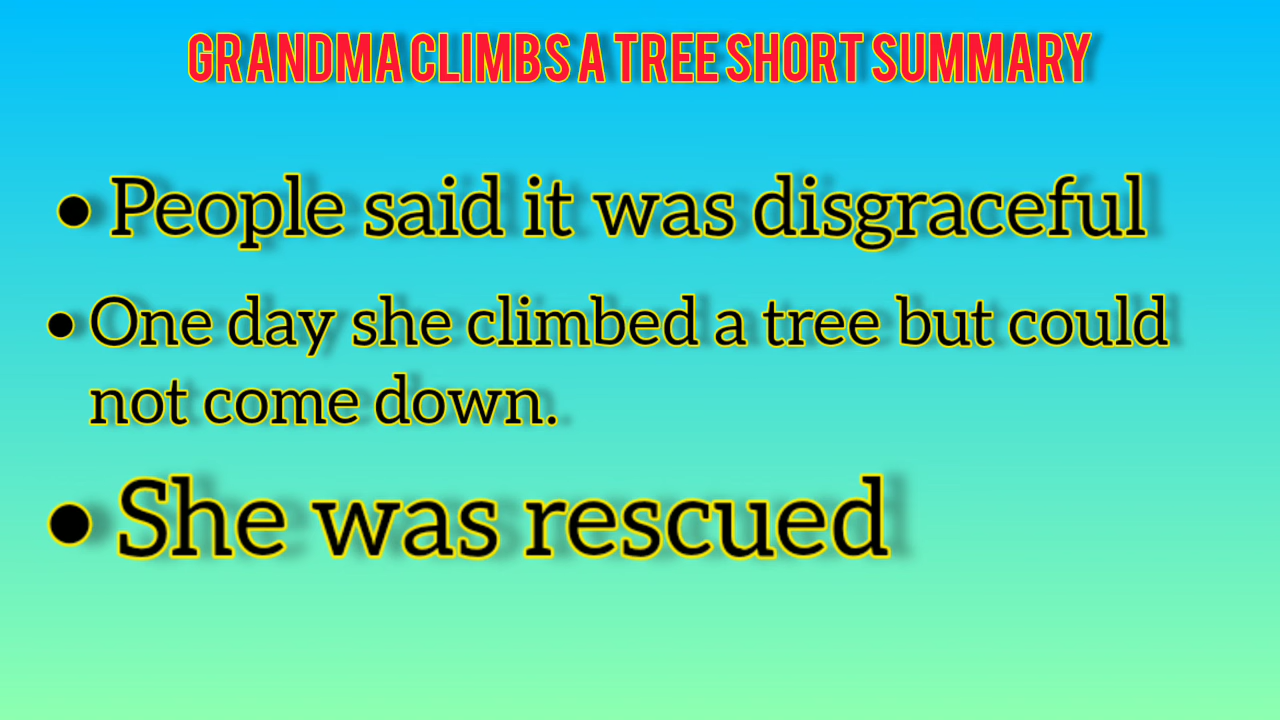 GRANDMA CLIMBS A TREE SHORT SUMMARY
• People said it was disgraceful
• One day she climbed a tree but could
not come down.
• She was rescued